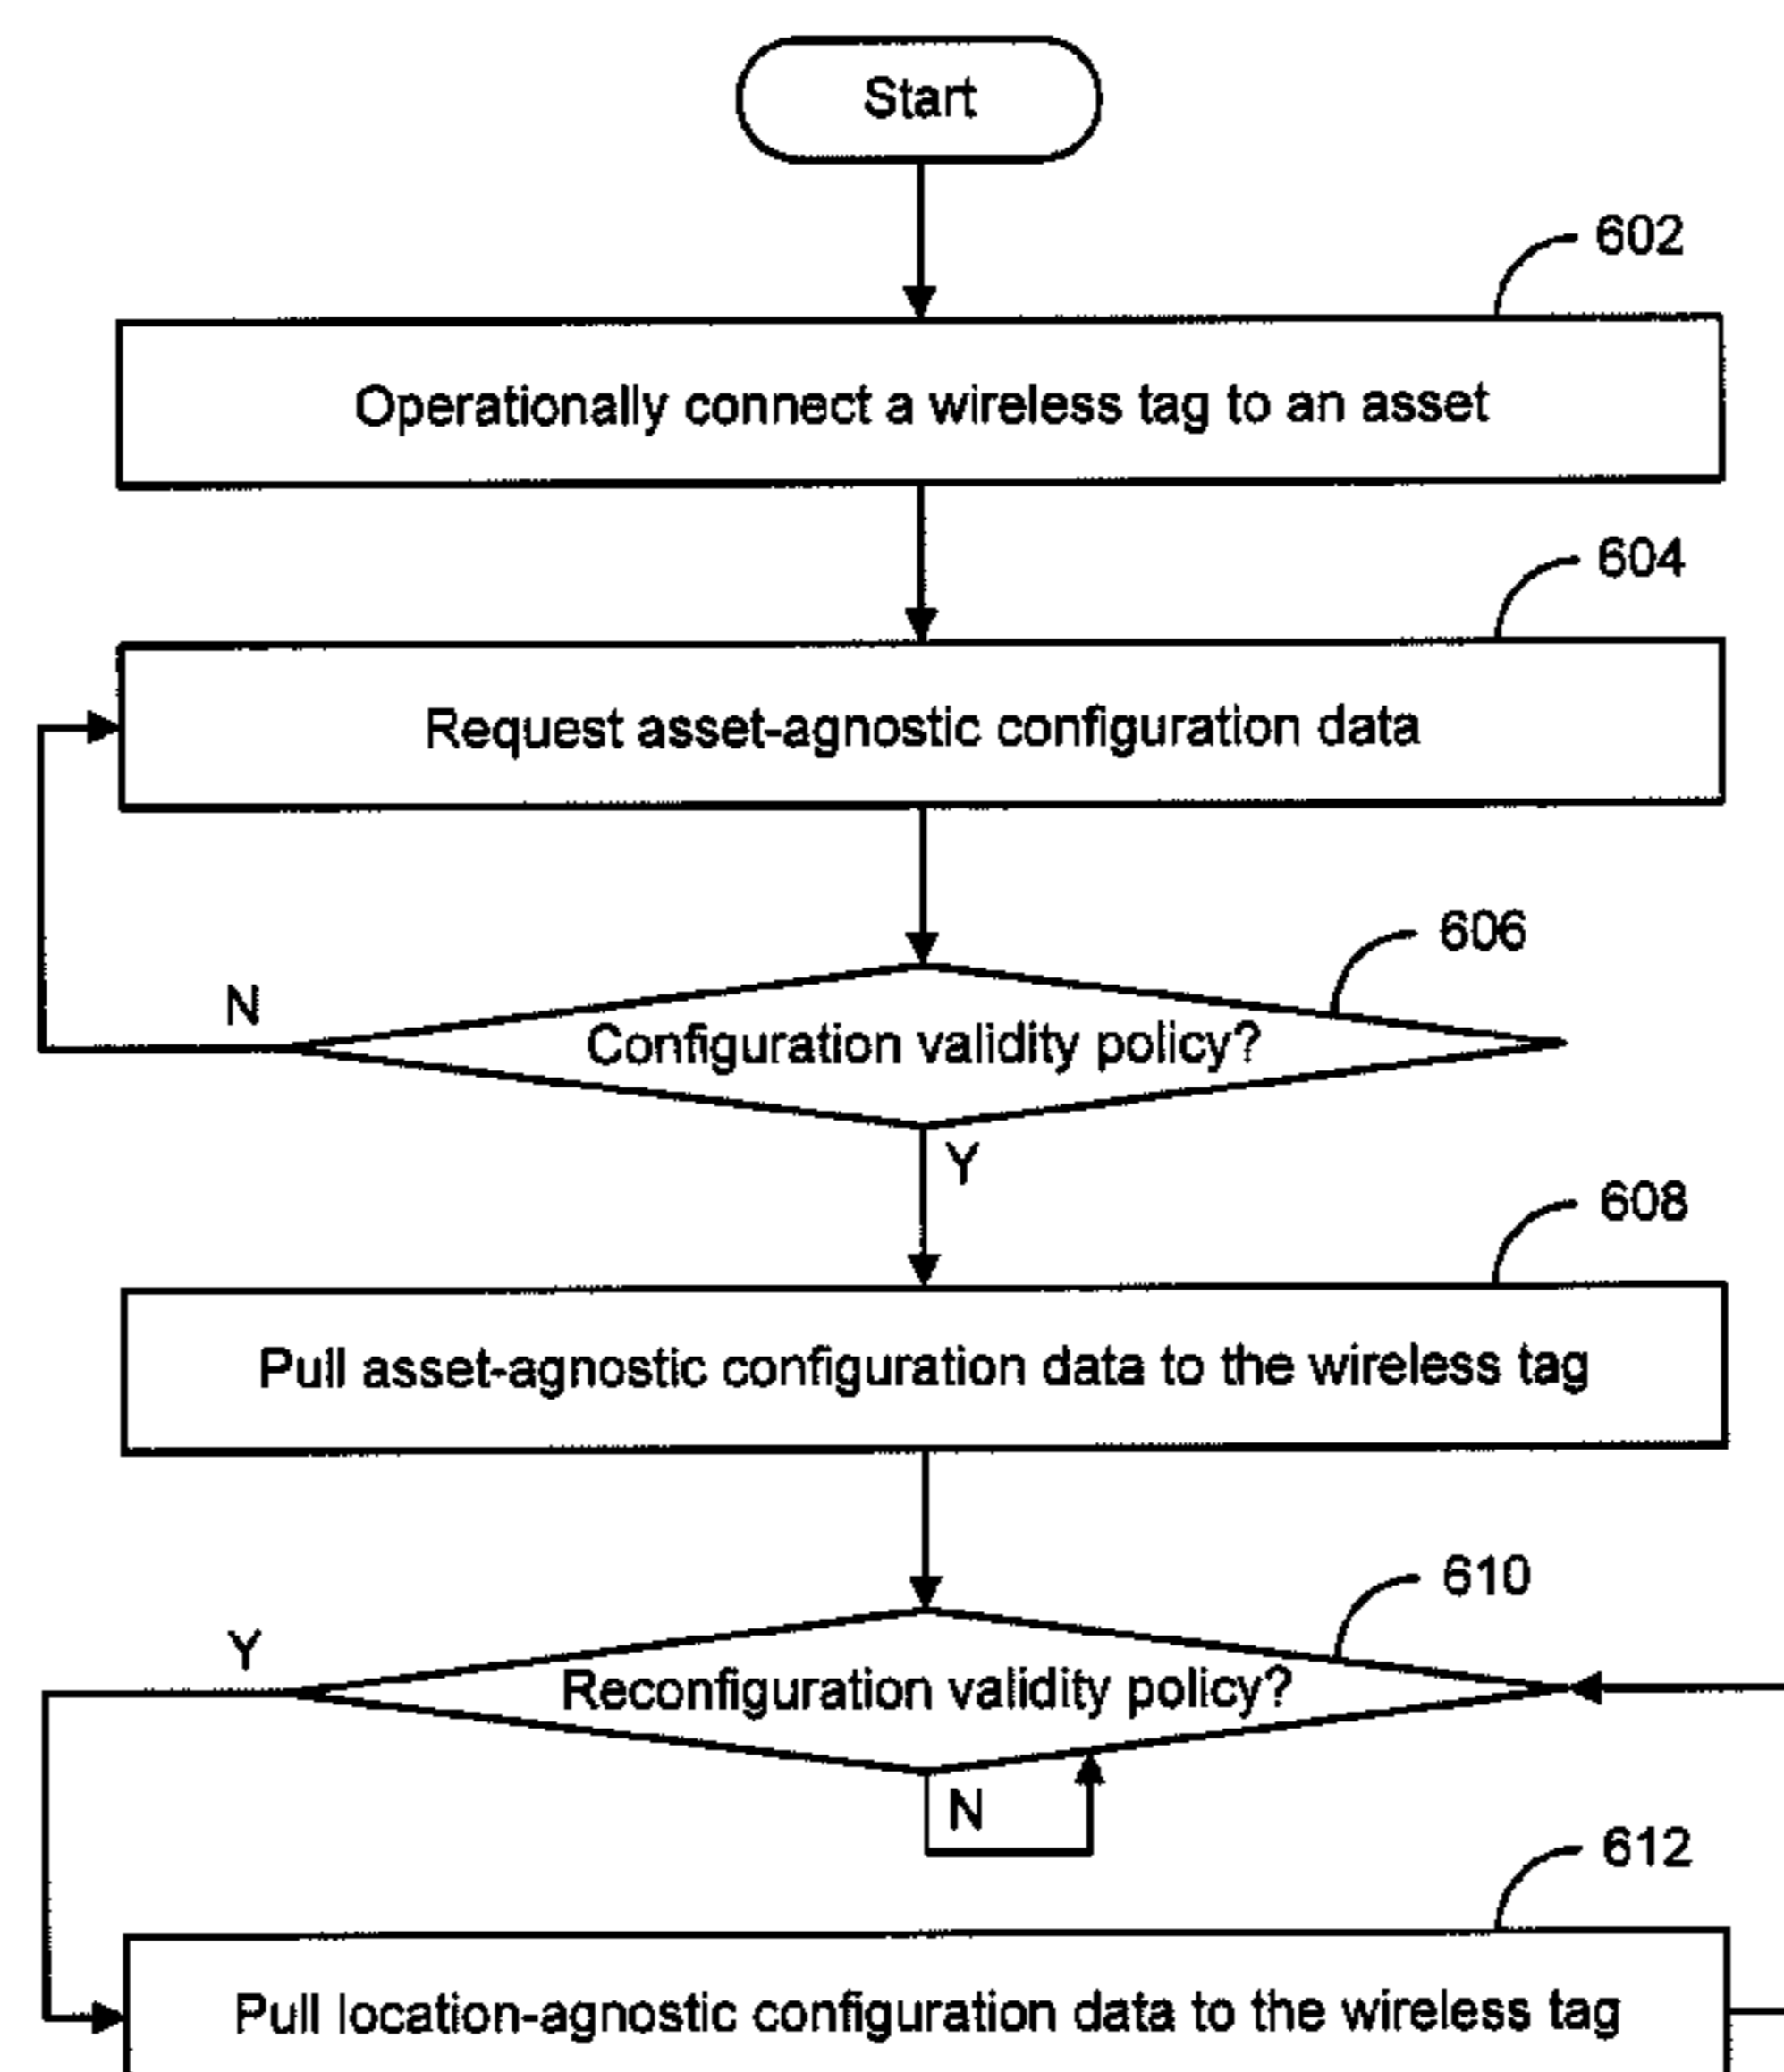 Start
602
Operationally connect a wireless tag to an asset
604
Request asset-agnostic configuration data
606
N
Configuration validity policy?
Y
608
Pull asset-agnostic configuration data to the wireless tag
610
Y
Reconfiguration validity policy?
N
612
Pull location-agnostic configuration data to the wireless tag